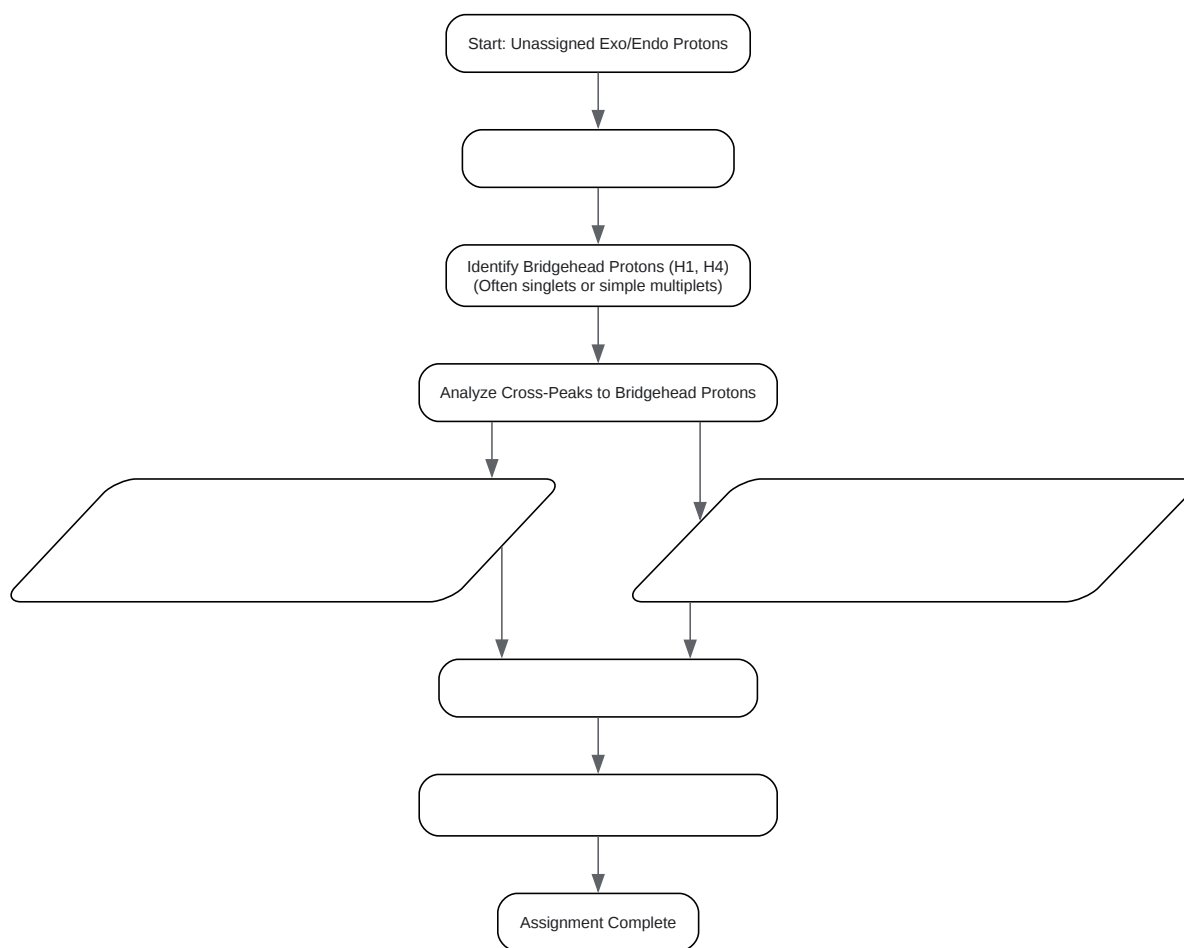 Start: Unassigned Exo/Endo Protons
Identify Bridgehead Protons (H1, H4)
(Often singlets or simple multiplets)
Analyze Cross-Peaks to Bridgehead Protons
Assignment Complete